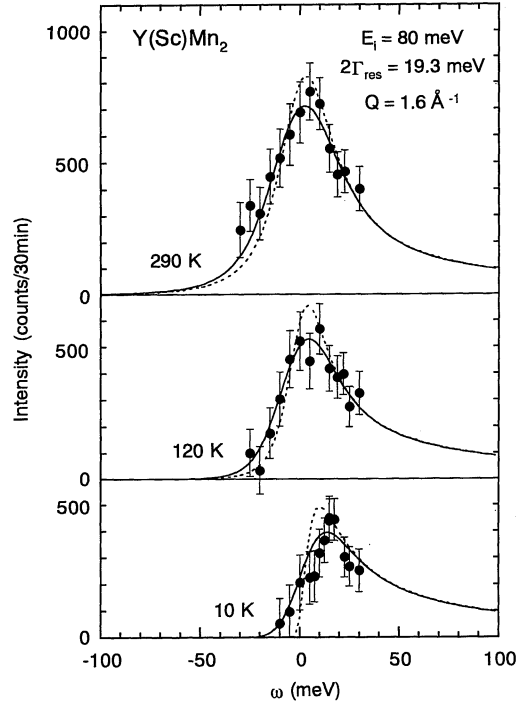 1000
Y(Sc)Mn₂
Eᵢ = 80 meV
2Γres = 19.3 meV
Q = 1.6 Å⁻¹
500
290 K
0
Intensity (counts/30min)
500
120 K
0
500
10 K
0
-100 -50 0 50 100
ω (meV)